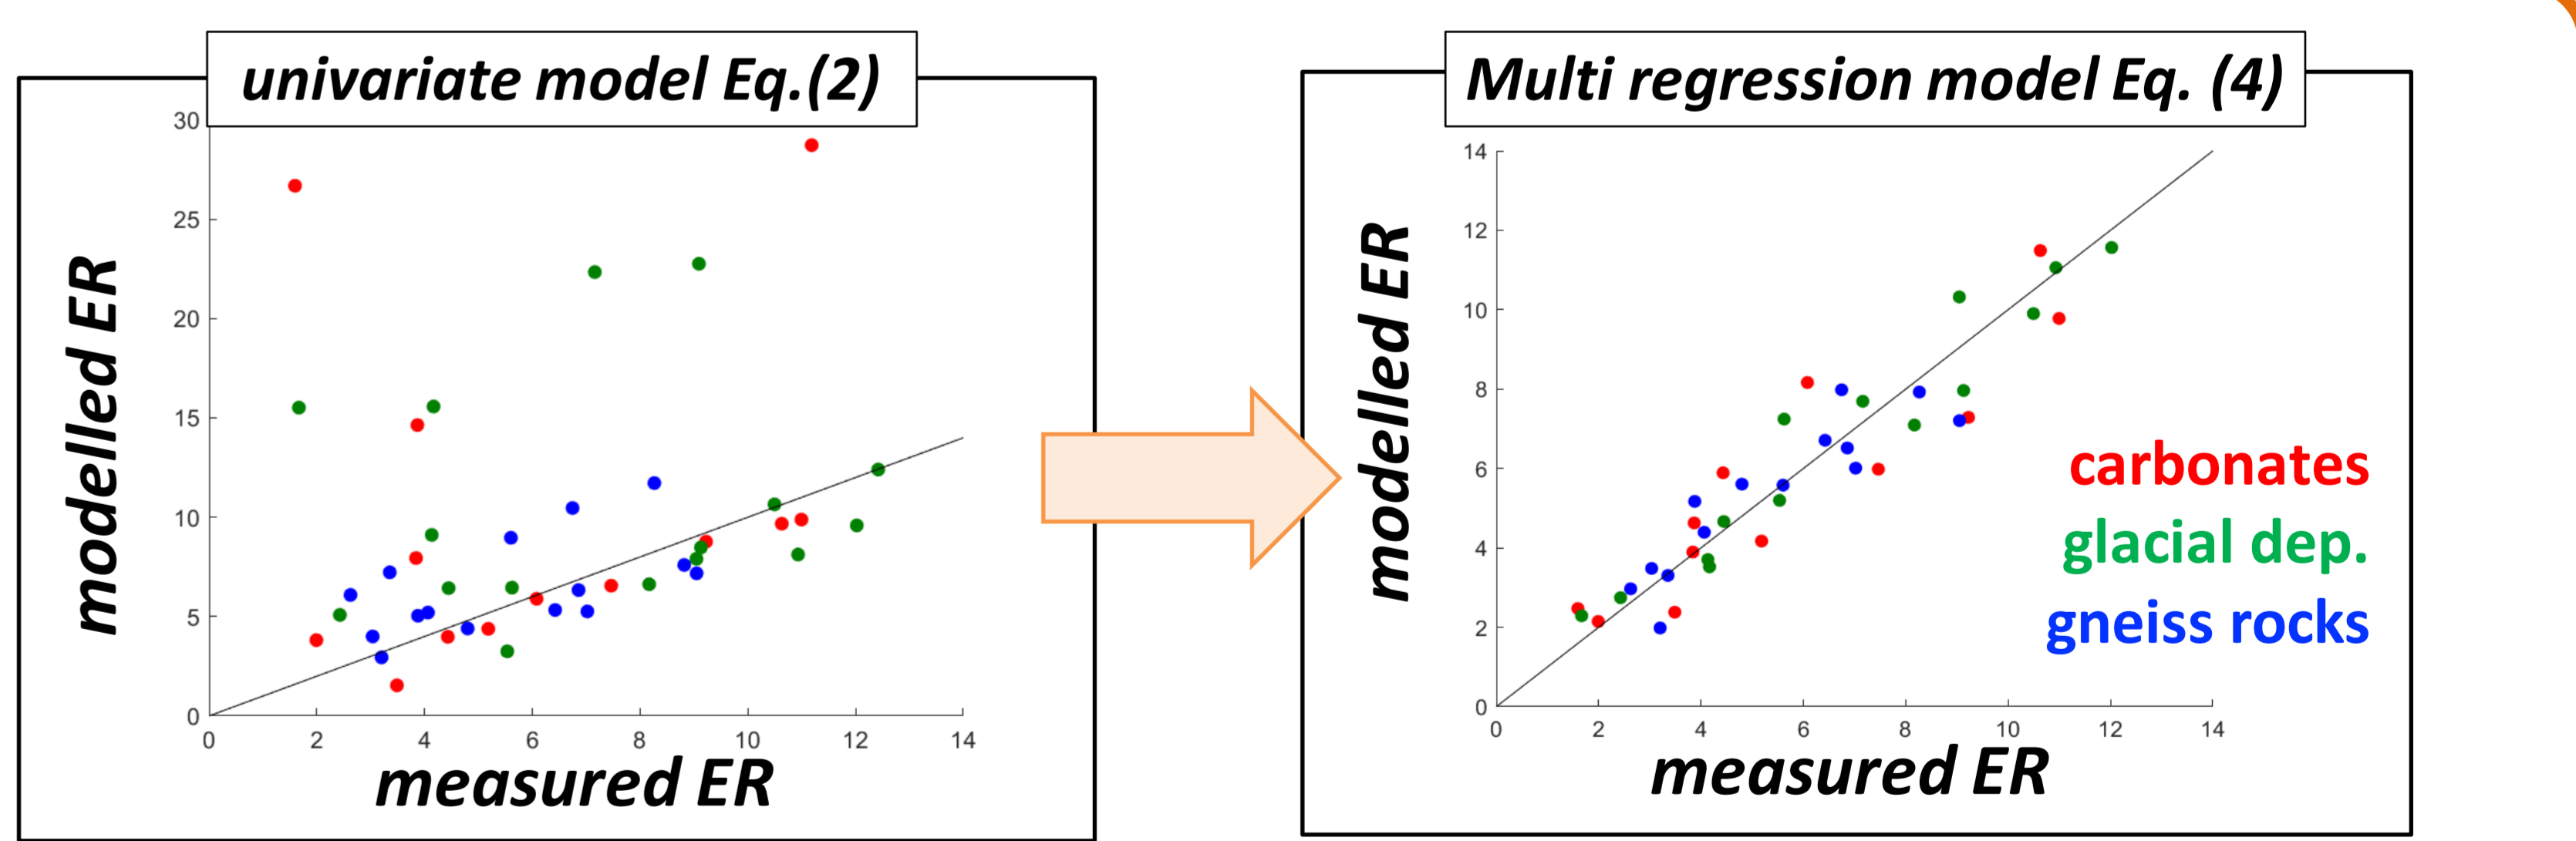 univariate model Eq.(2)
modelled ER
30
25
20
15
10
5
0
0 2 4 6 8 10 12 14
measured ER
Multi regression model Eq. (4)
modelled ER
14
12
10
8
6
4
2
0
0 2 4 6 8 10 12 14
measured ER
carbonates
glacial dep.
gneiss rocks